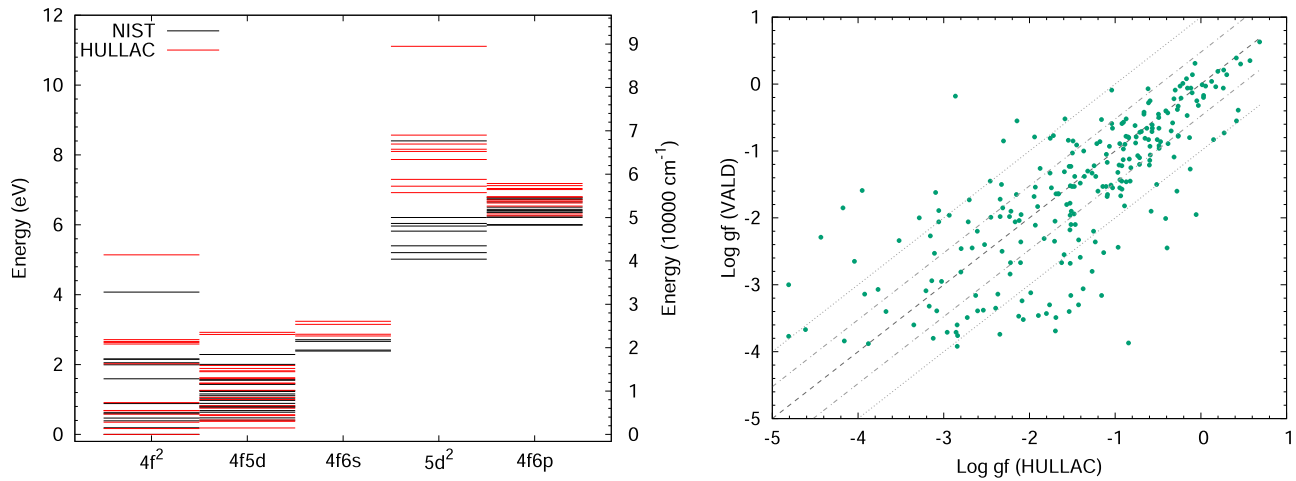 12
10
8
6
4
2
0
Energy (eV)
NIST
HULLAC
4f²
4f5d
4f6s
5d²
4f6p
9
8
7
6
5
4
3
2
1
0
Energy (10000 cm⁻¹)
1
0
-1
-2
-3
-4
-5
Log gf (VALD)
-5
-4
-3
-2
-1
0
1
Log gf (HULLAC)